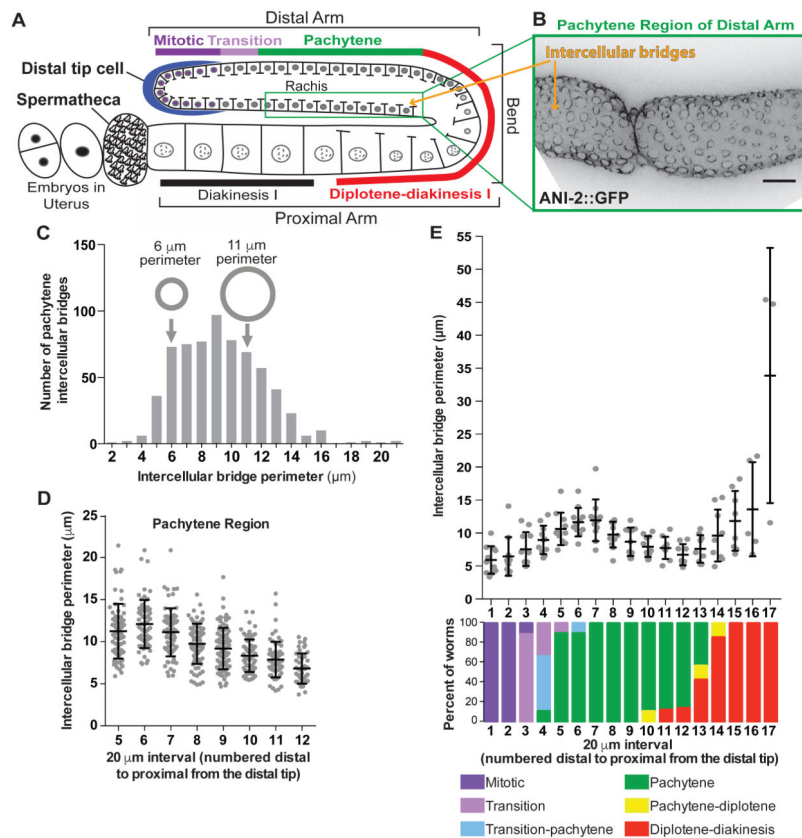 A
Distal Arm
Mitotic Transition Pachytene
Distal tip cell
Spermatheca
Rachis
Bend
Embryos in
Uterus
Diakinesis I
Diplotene-diakinesis I
Proximal Arm
B
Pachytene Region of Distal Arm
Intercellular bridges
ANI-2::GFP
C
6 µm
perimeter
11 µm
perimeter
Number of pachytene
intercellular bridges
150
100
50
0
2 4 6 8 10 12 14 16 18 20
Intercellular bridge perimeter (µm)
D
Pachytene Region
Intercellular bridge perimeter (µm)
25
20
15
10
5
0
5 6 7 8 9 10 11 12
20 µm interval (numbered distal
to proximal from the distal tip)
E
Intercellular bridge perimeter (µm)
55
50
45
40
35
30
25
20
15
10
5
0
1 2 3 4 5 6 7 8 9 10 11 12 13 14 15 16 17
Percent of worms
100
80
60
40
20
0
1 2 3 4 5 6 7 8 9 10 11 12 13 14 15 16 17
20 µm interval
(numbered distal to proximal from the distal tip)
Mitotic
Transition
Transition-pachytene
Pachytene
Pachytene-diplotene
Diplotene-diakinesis